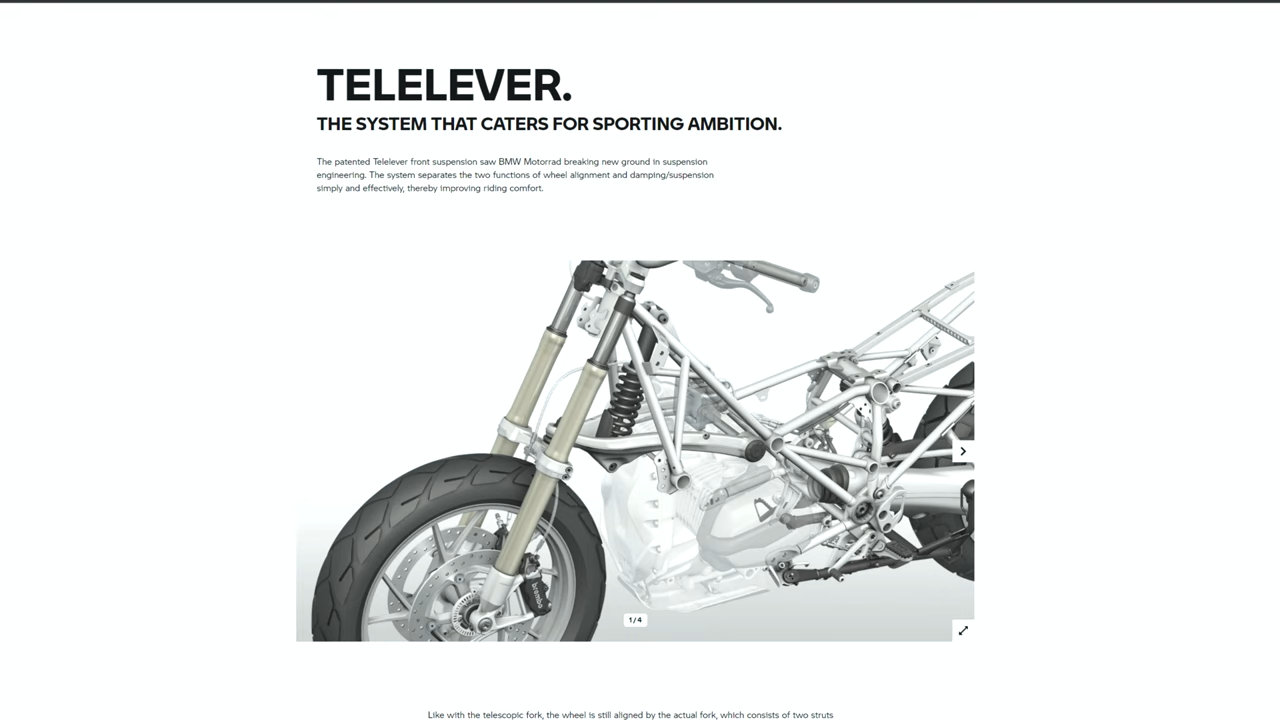 TELELEVER.
THE SYSTEM THAT CATERS FOR SPORTING AMBITION.
The patented Telelever front suspension saw BMW Motorrad breaking new ground in suspension
engineering. The system separates the two functions of wheel alignment and damping/suspension
simply and effectively, thereby improving riding comfort.
brembo
1/4
Like with the telescopic fork, the wheel is still aligned by the actual fork, which consists of two struts